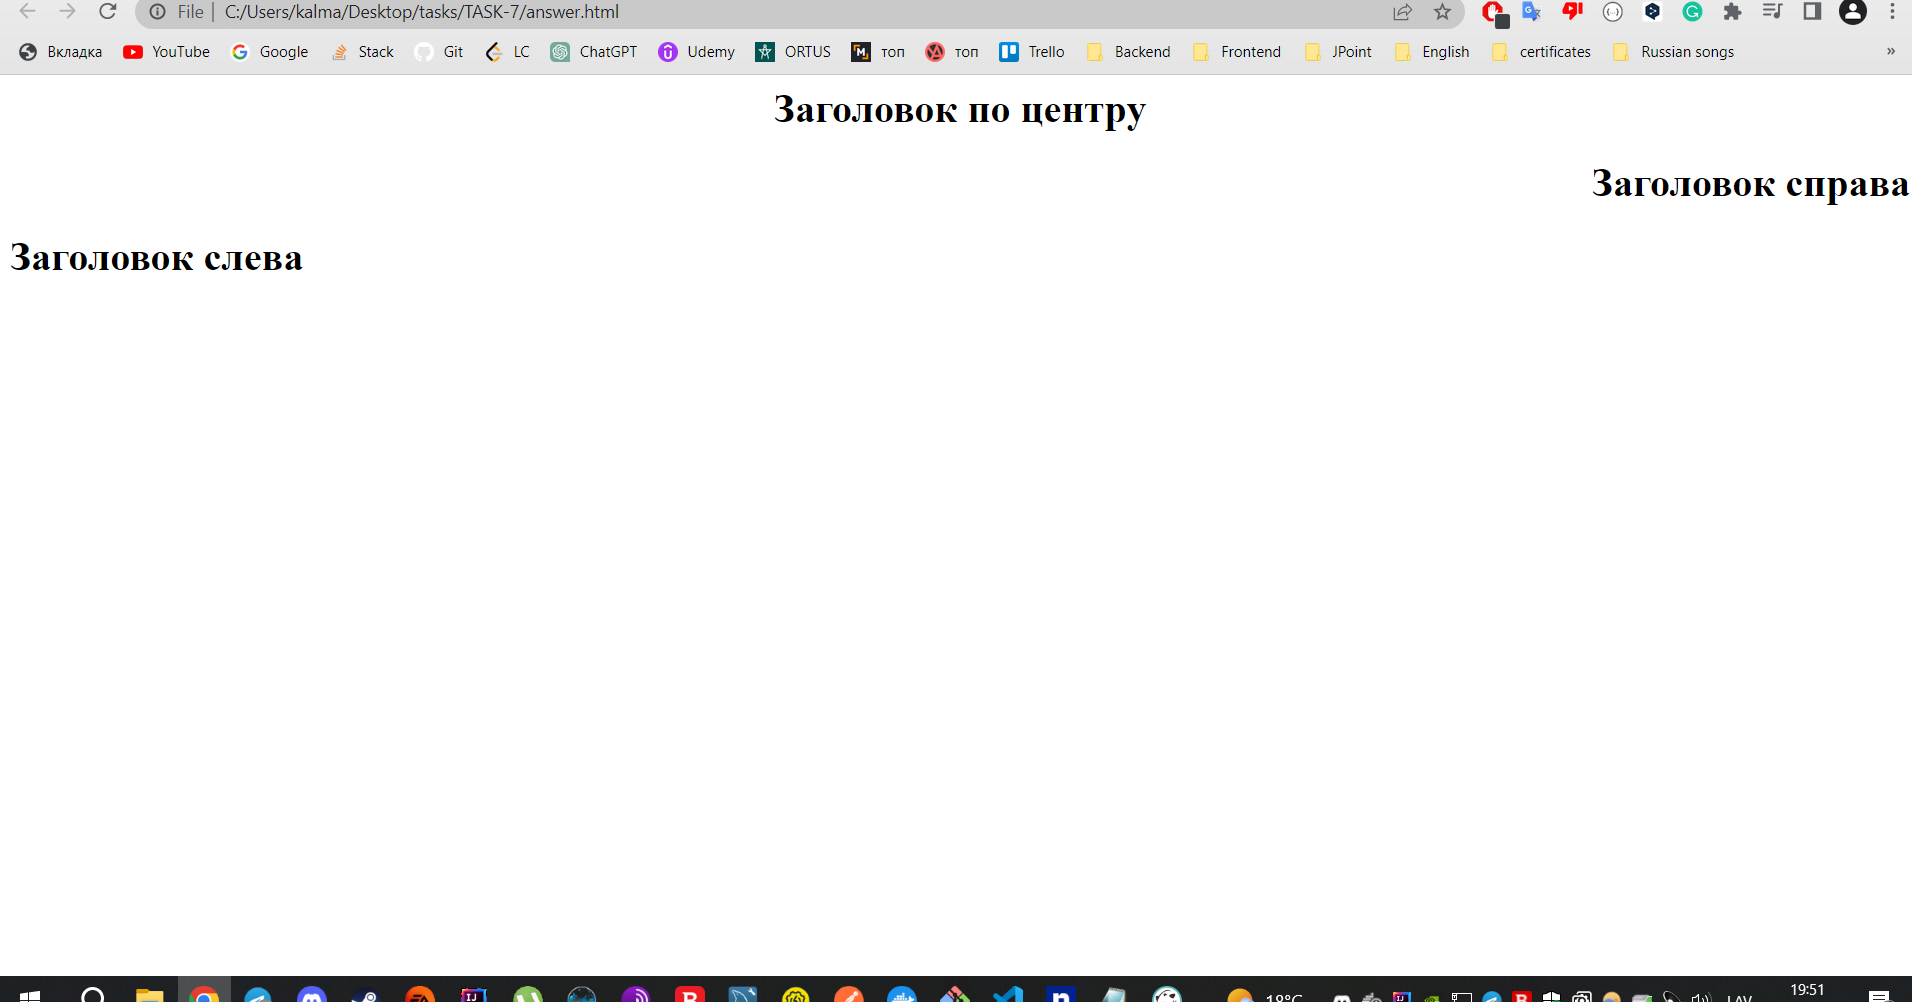 File | C:/Users/kalma/Desktop/tasks/TASK-7/answer.html
Вкладка YouTube Google Stack Git LC ChatGPT Udemy ORTUS топ топ Trello Backend Frontend JPoint English certificates Russian songs »
Заголовок по центру
Заголовок справа
Заголовок слева
18°C LAV 19:51